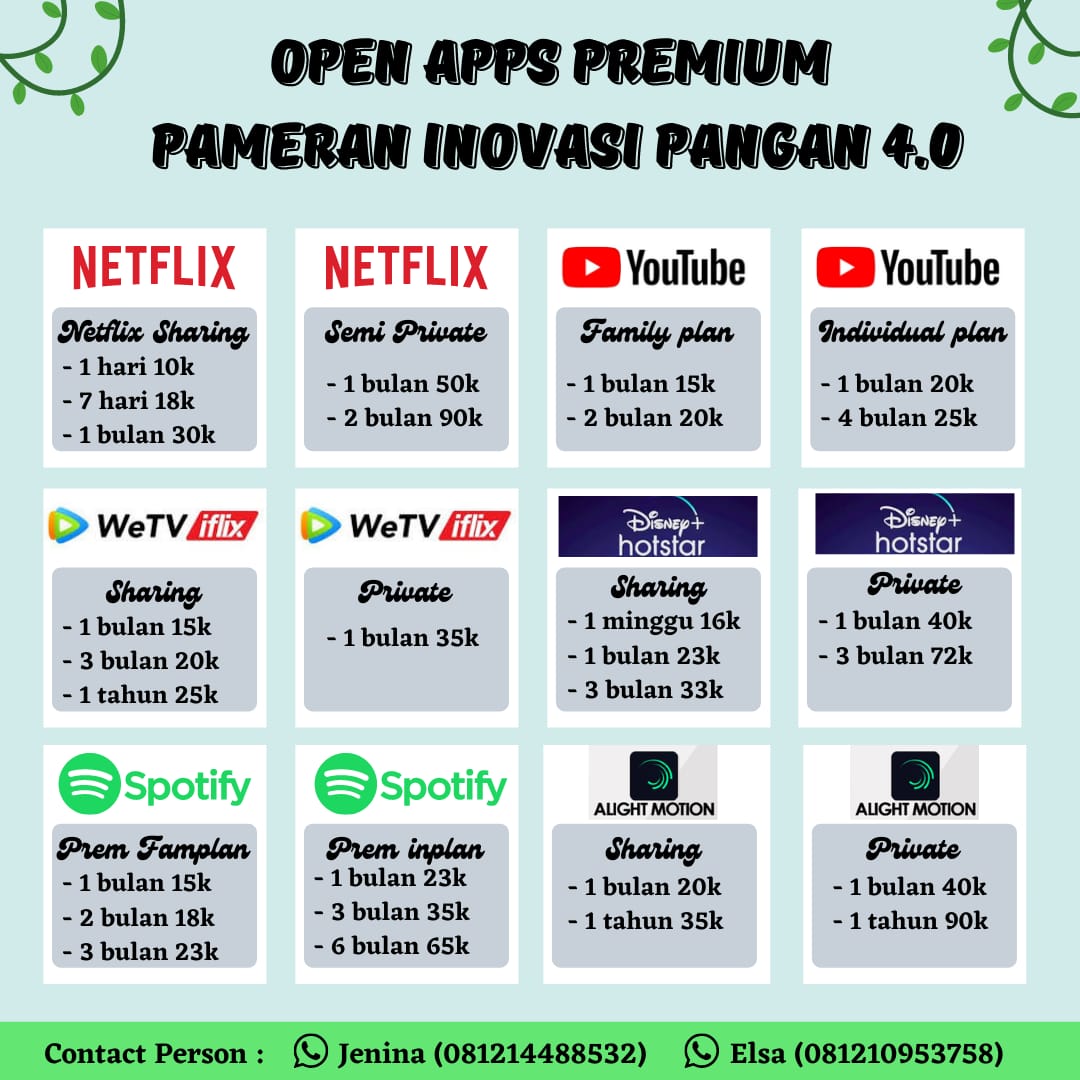 OPEN APPS PREMIUM
PAMERAN INOVASI PANGAN 4.0
NETFLIX
Netflix Sharing
- 1 hari 10k
- 7 hari 18k
- 1 bulan 30k
NETFLIX
Semi Private
- 1 bulan 50k
- 2 bulan 90k
YouTube
Family plan
- 1 bulan 15k
- 2 bulan 20k
YouTube
Individual plan
- 1 bulan 20k
- 4 bulan 25k
WeTV iflix
Sharing
- 1 bulan 15k
- 3 bulan 20k
- 1 tahun 25k
WeTV iflix
Private
- 1 bulan 35k
Disney+
hotstar
Sharing
- 1 minggu 16k
- 1 bulan 23k
- 3 bulan 33k
Disney+
hotstar
Private
- 1 bulan 40k
- 3 bulan 72k
Spotify
Prem Famplan
- 1 bulan 15k
- 2 bulan 18k
- 3 bulan 23k
Spotify
Prem inplan
- 1 bulan 23k
- 3 bulan 35k
- 6 bulan 65k
ALIGHT MOTION
Sharing
- 1 bulan 20k
- 1 tahun 35k
ALIGHT MOTION
Private
- 1 bulan 40k
- 1 tahun 90k
Contact Person : Jenina (081214488532) Elsa (081210953758)